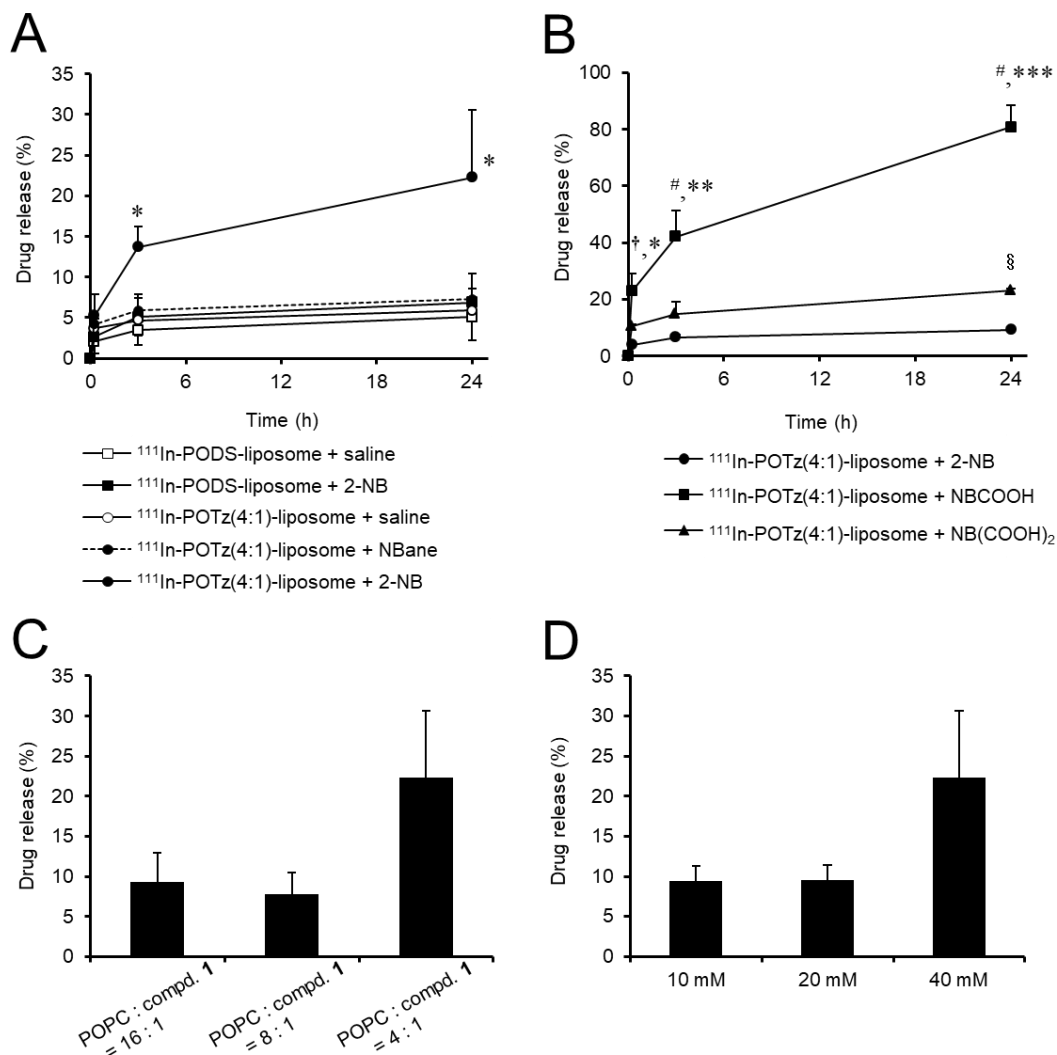 A
35
30
25
20
15
10
5
0
Drug release (%)
*
*
0 6 12 18 24
Time (h)
¹¹¹In-PODS-liposome + saline
¹¹¹In-PODS-liposome + 2-NB
¹¹¹In-POTz(4:1)-liposome + saline
¹¹¹In-POTz(4:1)-liposome + NBane
¹¹¹In-POTz(4:1)-liposome + 2-NB
B
100
80
60
40
20
0
Drug release (%)
†,*
#,**
#,***
§
0 6 12 18 24
Time (h)
¹¹¹In-POTz(4:1)-liposome + 2-NB
¹¹¹In-POTz(4:1)-liposome + NBCOOH
¹¹¹In-POTz(4:1)-liposome + NB(COOH)₂
C
35
30
25
20
15
10
5
0
Drug release (%)
POPC : compd. 1
= 16 : 1
POPC : compd. 1
= 8 : 1
POPC : compd. 1
= 4 : 1
D
35
30
25
20
15
10
5
0
Drug release (%)
10 mM 20 mM 40 mM